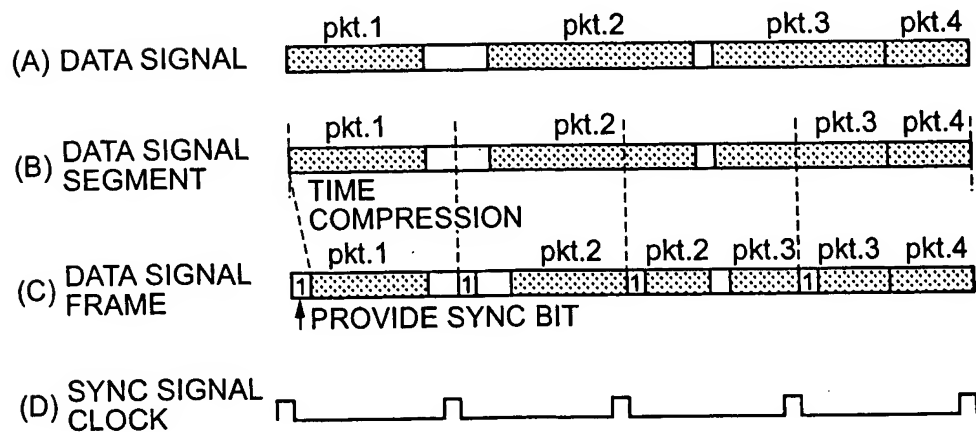 pkt.1 pkt.2 pkt.3 pkt.4
(A) DATA SIGNAL
pkt.1 pkt.2 pkt.3 pkt.4
(B) DATA SIGNAL
SEGMENT
TIME
COMPRESSION
pkt.1 pkt.2 pkt.2 pkt.3 pkt.3 pkt.4
(C) DATA SIGNAL
FRAME
1 1 1 1
PROVIDE SYNC BIT
(D) SYNC SIGNAL
CLOCK